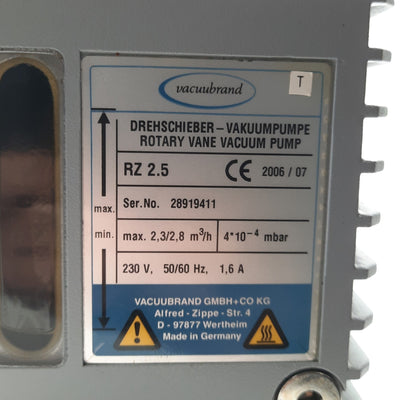 vacuubrand
T
DREHSCHIEBER-VAKUUMPUMPE
ROTARY VANE VACUUM PUMP
RZ 2.5 CE 2006 / 07
Ser.No. 28919411
max.
min.
max. 2,3/2,8 m³/h 4*10⁻⁴ mbar
230 V, 50/60 Hz, 1,6 A
VACUUBRAND GMBH+CO KG
Alfred - Zippe - Str. 4
D - 97877 Wertheim
Made in Germany